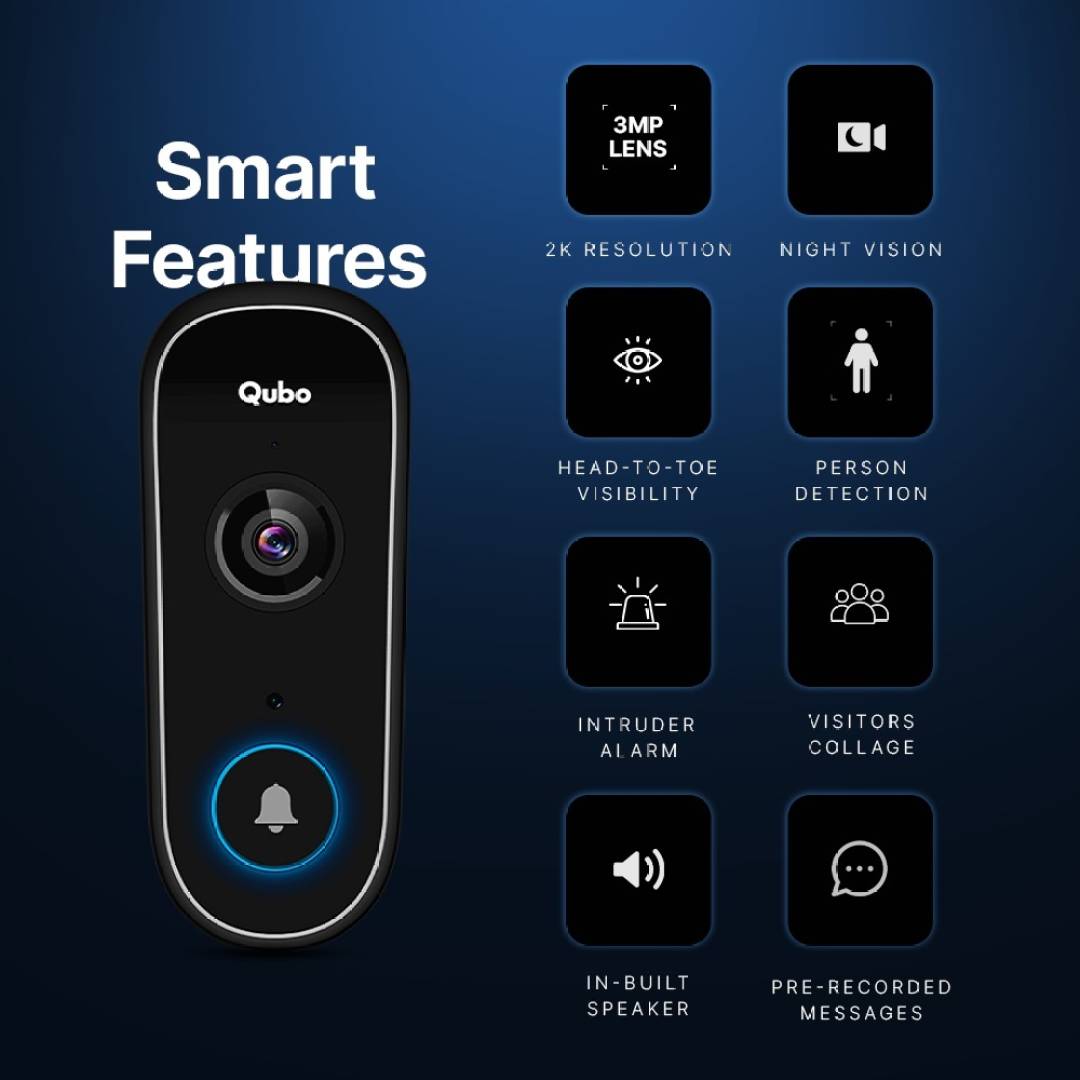 Smart
Features
Qubo
3MP
LENS
2K RESOLUTION
NIGHT VISION
HEAD-TO-TOE
VISIBILITY
PERSON
DETECTION
INTRUDER
ALARM
VISITORS
COLLAGE
IN-BUILT
SPEAKER
PRE-RECORDED
MESSAGES